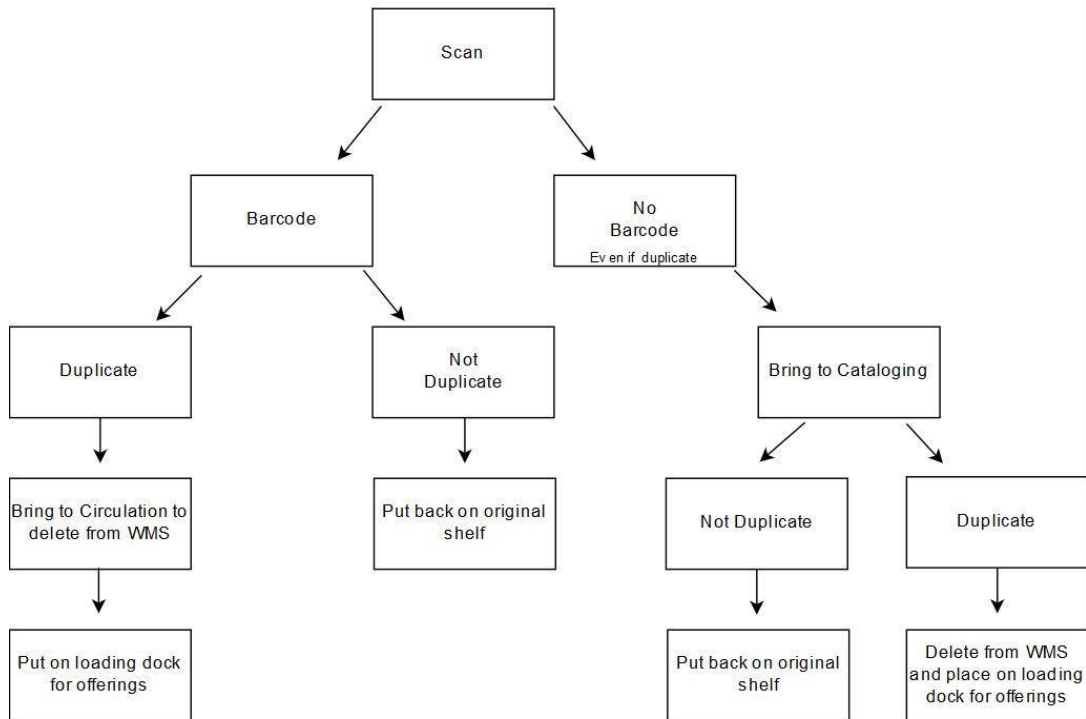 Scan
Barcode
No
Barcode
Even if duplicate
Duplicate
Not
Duplicate
Bring to Cataloging
Bring to Circulation to
delete from WMS
Put back on original
shelf
Not Duplicate
Duplicate
Put on loading dock
for offerings
Put back on original
shelf
Delete from WMS
and place on loading
dock for offerings